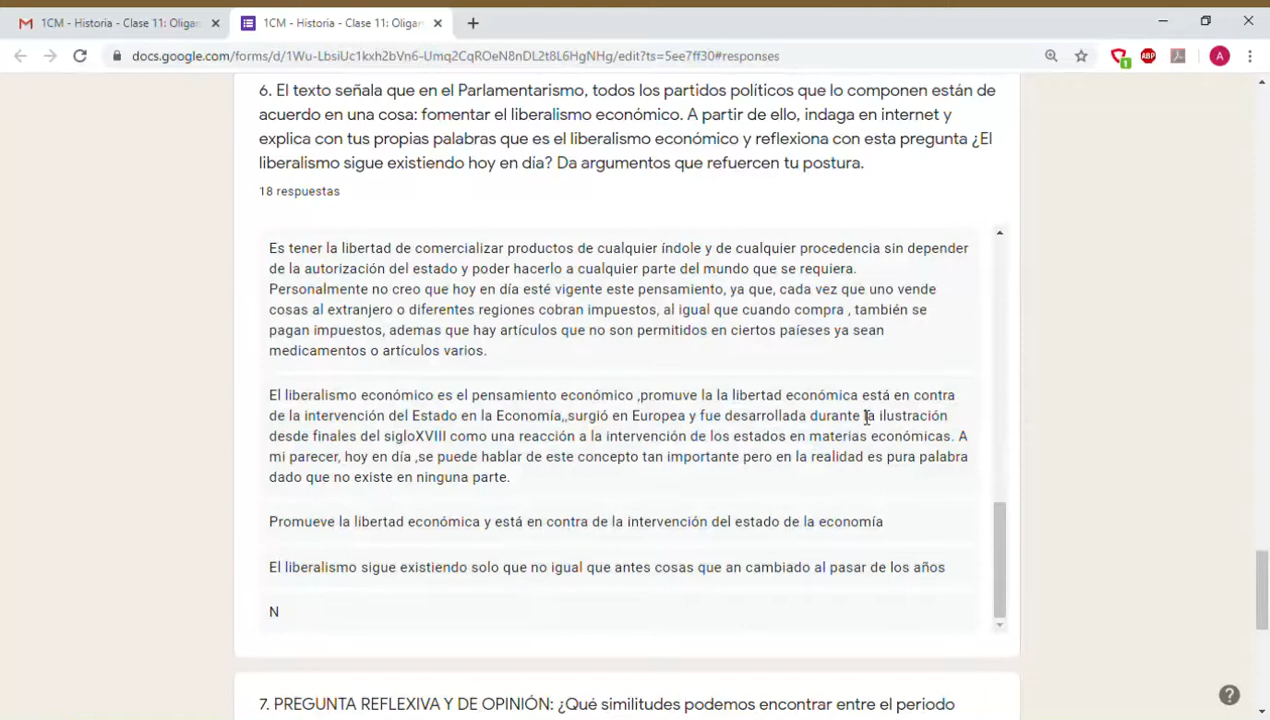 1CM - Historia - Clase 11: Oligar
1CM - Historia - Clase 11: Oligar
docs.google.com/forms/d/1Wu-LbsiUc1kxh2bVn6-Umq2CqROeN8nDL2t8L6HgNHg/edit?ts=5ee7ff30#responses
1
ABP
A
6. El texto señala que en el Parlamentarismo, todos los partidos políticos que lo componen están de
acuerdo en una cosa: fomentar el liberalismo económico. A partir de ello, indaga en internet y
explica con tus propias palabras que es el liberalismo económico y reflexiona con esta pregunta ¿El
liberalismo sigue existiendo hoy en día? Da argumentos que refuercen tu postura.
18 respuestas
Es tener la libertad de comercializar productos de cualquier índole y de cualquier procedencia sin depender
de la autorización del estado y poder hacerlo a cualquier parte del mundo que se requiera.
Personalmente no creo que hoy en día esté vigente este pensamiento, ya que, cada vez que uno vende
cosas al extranjero o diferentes regiones cobran impuestos, al igual que cuando compra , también se
pagan impuestos, ademas que hay artículos que no son permitidos en ciertos paíeses ya sean
medicamentos o artículos varios.
El liberalismo económico es el pensamiento económico ,promuve la la libertad económica está en contra
de la intervención del Estado en la Economía,,surgió en Europea y fue desarrollada durante la ilustración
desde finales del sigloXVIII como una reacción a la intervención de los estados en materias económicas. A
mi parecer, hoy en día ,se puede hablar de este concepto tan importante pero en la realidad es pura palabra
dado que no existe en ninguna parte.
Promueve la libertad económica y está en contra de la intervención del estado de la economía
El liberalismo sigue existiendo solo que no igual que antes cosas que an cambiado al pasar de los años
N
7. PREGUNTA REFLEXIVA Y DE OPINIÓN: ¿Qué similitudes podemos encontrar entre el periodo